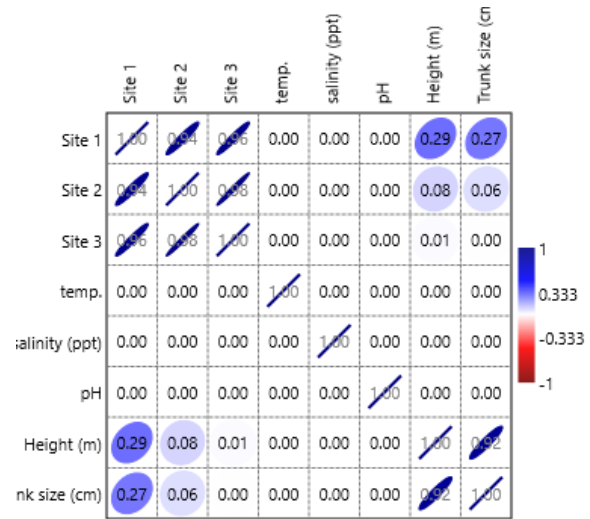 Site 1 Site 2 Site 3 temp. salinity (ppt) pH Height (m) Trunk size (cn
Site 1 1.00 0.94 0.96 0.00 0.00 0.00 0.29 0.27
Site 2 0.94 1.00 0.98 0.00 0.00 0.00 0.08 0.06
Site 3 0.96 0.98 1.00 0.00 0.00 0.00 0.01 0.00
temp. 0.00 0.00 0.00 1.00 0.00 0.00 0.00 0.00
salinity (ppt) 0.00 0.00 0.00 0.00 1.00 0.00 0.00 0.00
pH 0.00 0.00 0.00 0.00 0.00 1.00 0.00 0.00
Height (m) 0.29 0.08 0.01 0.00 0.00 0.00 1.00 0.92
nk size (cm) 0.27 0.06 0.00 0.00 0.00 0.00 0.92 1.00
1
0.333
-0.333
-1